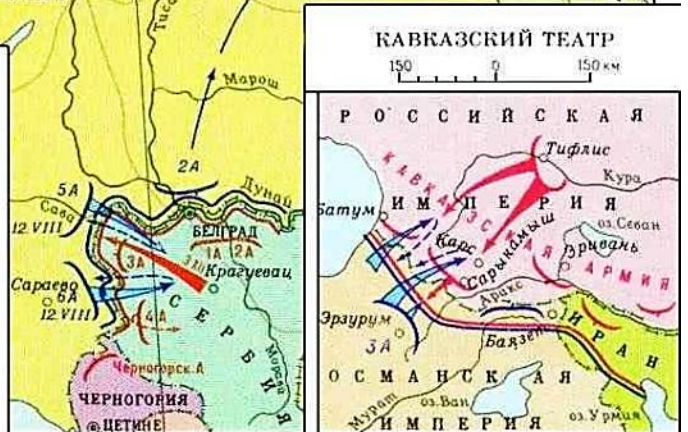 Тисса
Марош
2А
5А
Дунай
Сава
12.VIII
БЕЛГРАД
1А 2А
3А
Крагуевац
Сараево
6А
12.VIII
4А
СЕРБИЯ
Морава
Черногорск.А
ЧЕРНОГОРИЯ
ЦЕТИНЕ
КАВКАЗСКИЙ ТЕАТР
150 0 150 км
РОССИЙСКАЯ
Тифлис
Кура
КАВКАЗСКАЯ АРМИЯ
ИМПЕРИЯ
Батум
оз.Севан
Карс
Сарыкамыш
Эривань
Аракс
Эрзурум
3А
Баязет
ИРАН
ОСМАНСКАЯ
Мурат
оз.Ван
оз.Урмия
ИМПЕРИЯ